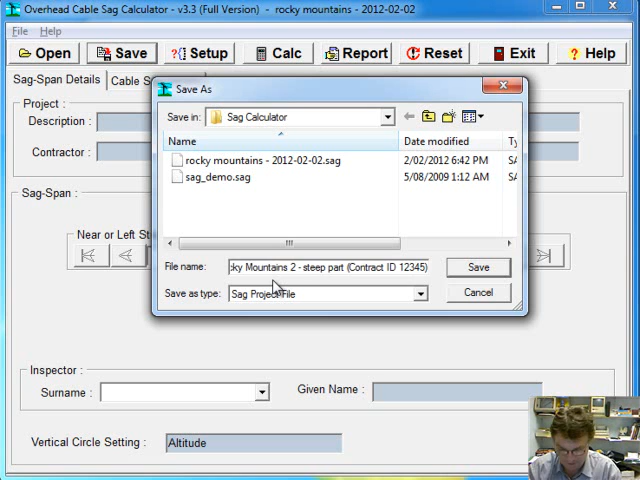 Overhead Cable Sag Calculator - v3.3 (Full Version) - rocky mountains - 2012-02-02
File Help
Open Save Setup Calc Report Reset Exit Help
Sag-Span Details Cable S
Project :
Description :
Contractor :
Sag-Span :
Near or Left St
Save As
Save in: Sag Calculator
Name Date modified Ty
rocky mountains - 2012-02-02.sag 2/02/2012 6:42 PM SA
sag_demo.sag 5/08/2009 1:12 AM SA
File name: cky Mountains 2 - steep part (Contract ID 12345) Save
Save as type: Sag Project File Cancel
Inspector
Surname : Given Name :
Vertical Circle Setting : Altitude